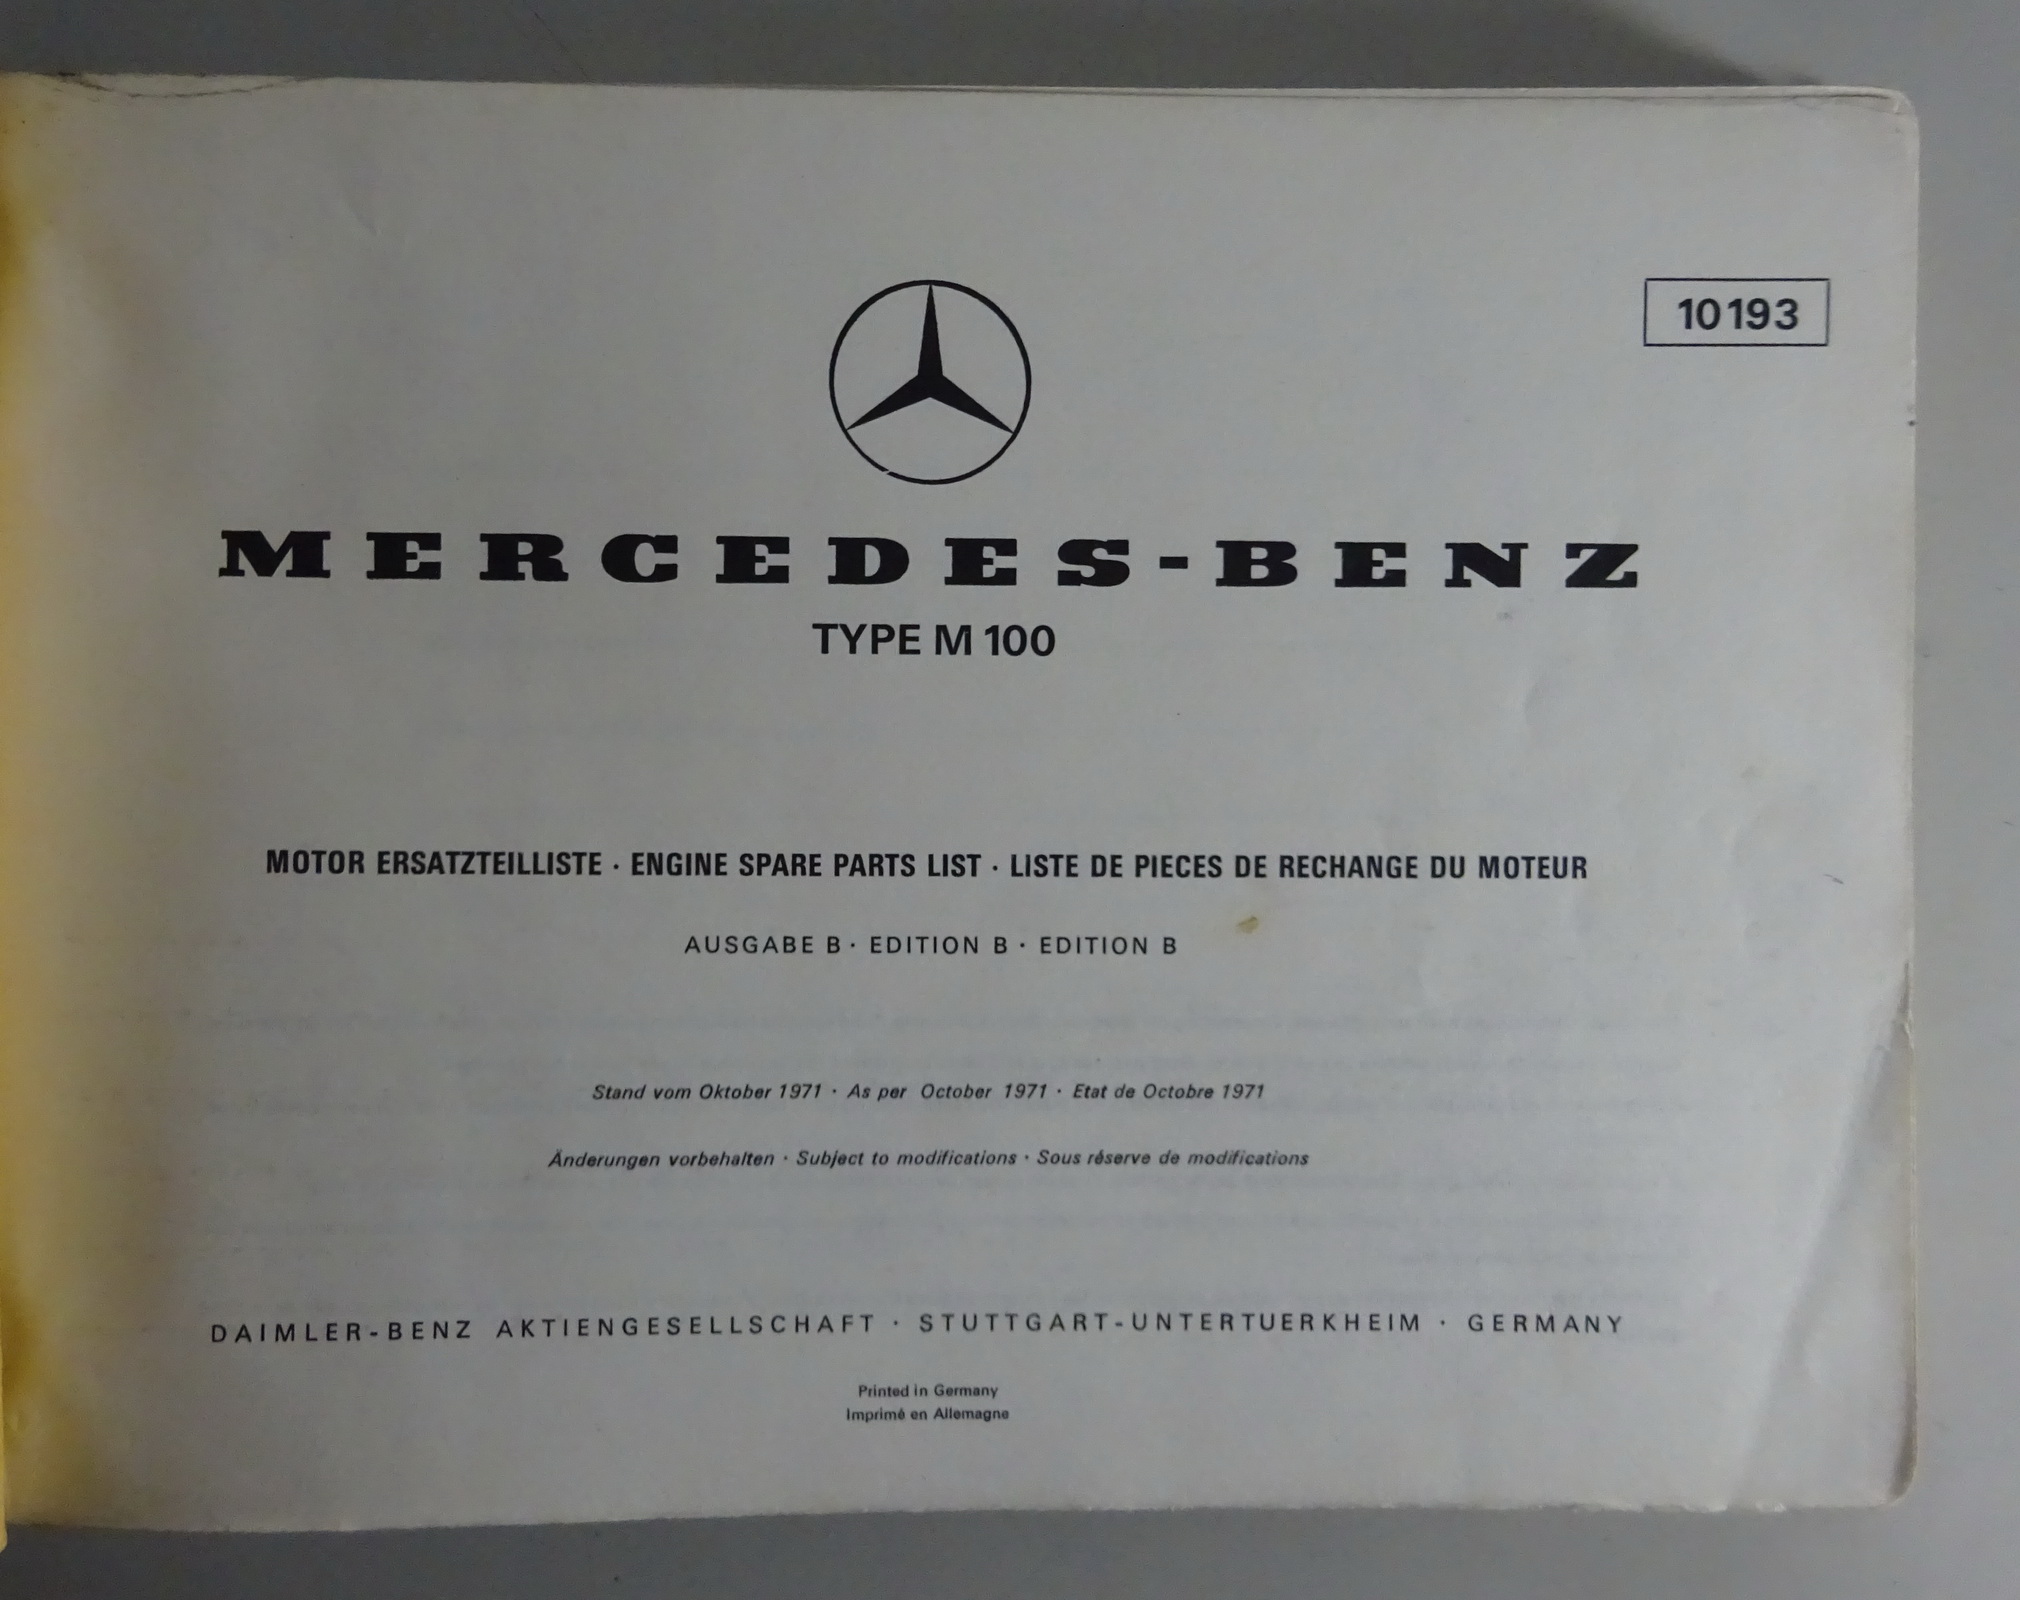 10193
MERCEDES-BENZ
TYPE M 100
MOTOR ERSATZTEILLISTE · ENGINE SPARE PARTS LIST · LISTE DE PIECES DE RECHANGE DU MOTEUR
AUSGABE B · EDITION B · EDITION B
Stand vom Oktober 1971 · As per October 1971 · Etat de Octobre 1971
Änderungen vorbehalten · Subject to modifications · Sous réserve de modifications
DAIMLER-BENZ AKTIENGESELLSCHAFT · STUTTGART-UNTERTUERKHEIM · GERMANY
Printed in Germany
Imprimé en Allemagne